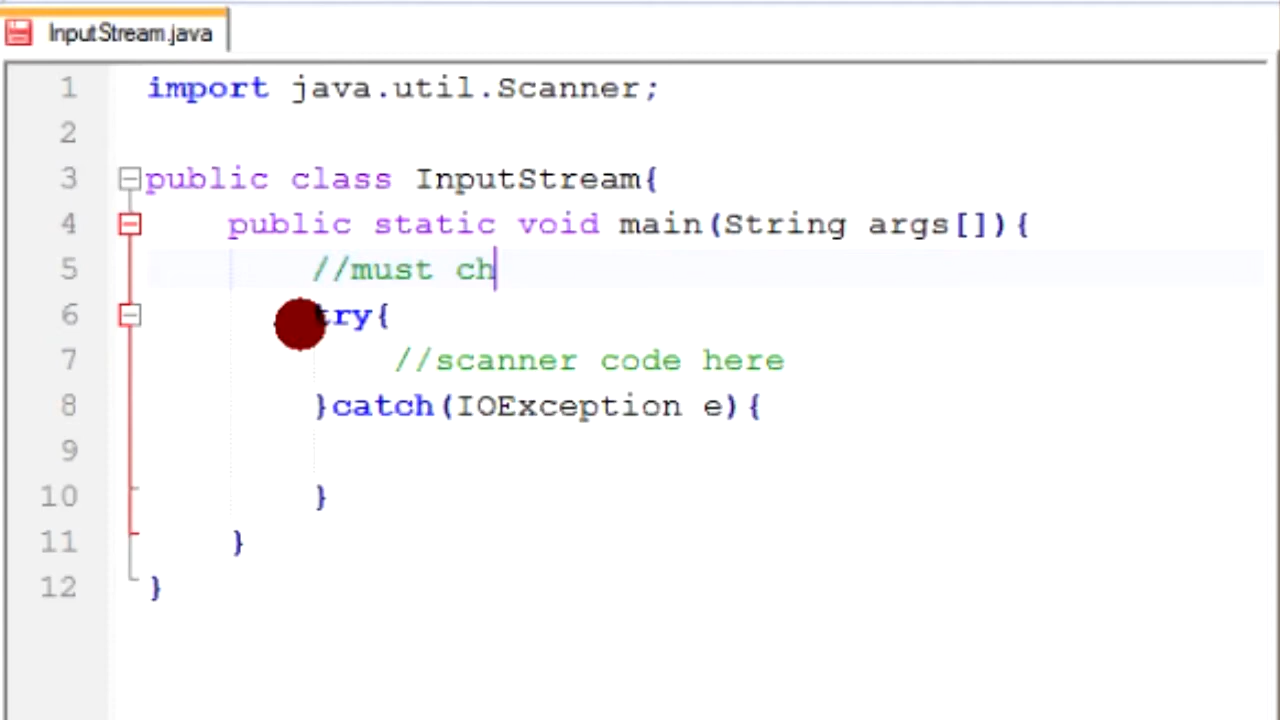 InputStream.java
1 import java.util.Scanner;
2
3 public class InputStream{
4 public static void main(String args[]){
5 //must ch
6 try{
7 //scanner code here
8 }catch(IOException e){
9
10 }
11 }
12 }